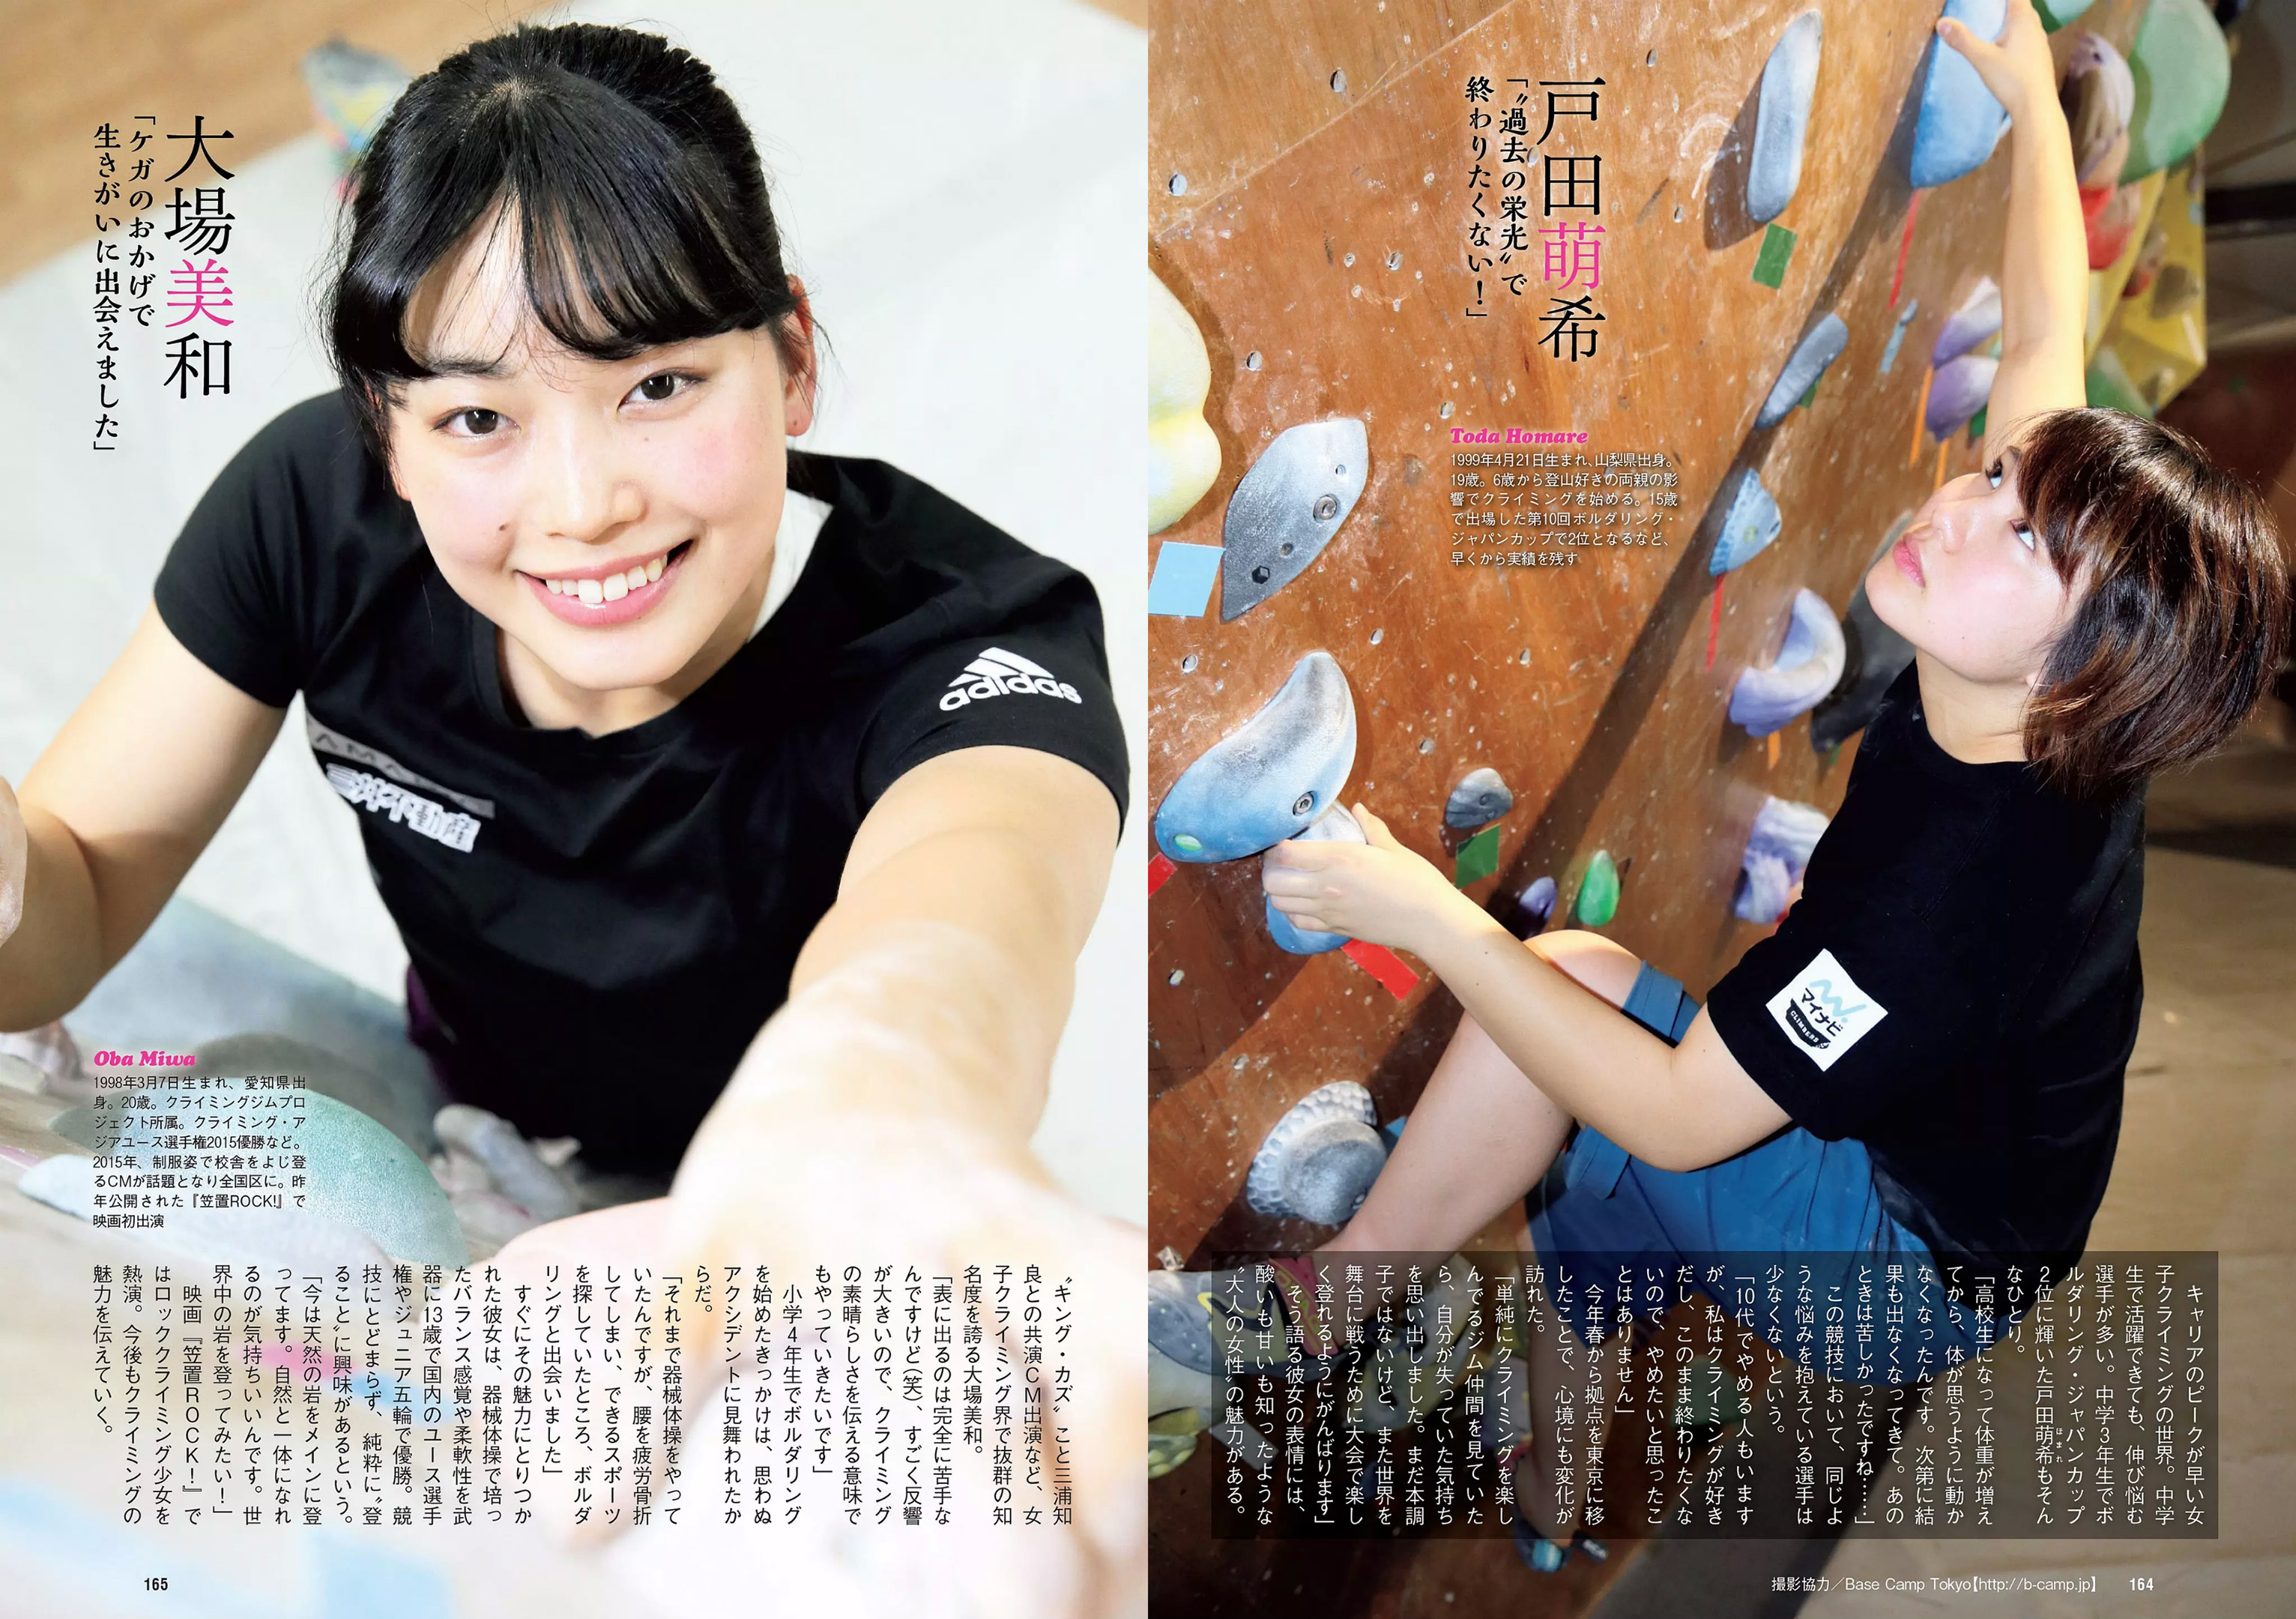 戸田萌希
「〝過去の栄光〟で
終わりたくない！」
Toda Homare
1999年4月21日生まれ、山梨県出身。
19歳。6歳から登山好きの両親の影
響でクライミングを始める。15歳
で出場した第10回ボルダリング・
ジャパンカップで2位となるなど、
早くから実績を残す
マイナビ
CLIMBERS
キャリアのピークが早い女
子クライミングの世界。中学
生で活躍できても、伸び悩む
選手が多い。中学3年生でボ
ルダリング・ジャパンカップ
2位に輝いた戸田萌希もそん
ほまれ
なひとり。
「高校生になって体重が増え
てから、体が思うように動か
なくなったんです。次第に結
果も出なくなってきて。あの
ときは苦しかったですね……」
この競技において、同じよ
うな悩みを抱えている選手は
少なくないという。
「10代でやめる人もいます
が、私はクライミングが好き
だし、このまま終わりたくな
いので、やめたいと思ったこ
とはありません」
今年春から拠点を東京に移
したことで、心境にも変化が
訪れた。
「単純にクライミングを楽し
んでるジム仲間を見ていた
ら、自分が失っていた気持ち
を思い出しました。まだ本調
子ではないけど、また世界を
舞台に戦うために大会で楽し
く登れるようにがんばります」
そう語る彼女の表情には、
酸いも甘いも知ったような
〝大人の女性〟の魅力がある。
撮影協力／Base Camp Tokyo【http://b-camp.jp】
164
大場美和
「ケガのおかげで
生きがいに出会えました」
adidas
三井不動産
Oba Miwa
1998年3月7日生まれ、愛知県出
身。20歳。クライミングジムプロ
ジェクト所属。クライミング・ア
ジアユース選手権2015優勝など。
2015年、制服姿で校舎をよじ登
るCMが話題となり全国区に。昨
年公開された『笠置ROCK!』で
映画初出演
〝キング・カズ〟こと三浦知
良との共演CM出演など、女
子クライミング界で抜群の知
名度を誇る大場美和。
「表に出るのは完全に苦手な
んですけど（笑）、すごく反響
が大きいので、クライミング
の素晴らしさを伝える意味で
もやっていきたいです」
小学4年生でボルダリング
を始めたきっかけは、思わぬ
アクシデントに見舞われたか
らだ。
「それまで器械体操をやって
いたんですが、腰を疲労骨折
してしまい、できるスポーツ
を探していたところ、ボルダ
リングと出会いました」
すぐにその魅力にとりつか
れた彼女は、器械体操で培っ
たバランス感覚や柔軟性を武
器に13歳で国内のユース選手
権やジュニア五輪で優勝。競
技にとどまらず、純粋に〝登
ること〟に興味があるという。
「今は天然の岩をメインに登
ってます。自然と一体になれ
るのが気持ちいいんです。世
界中の岩を登ってみたい！」
映画『笠置ROCK！』で
はロッククライミング少女を
熱演。今後もクライミングの
魅力を伝えていく。
165